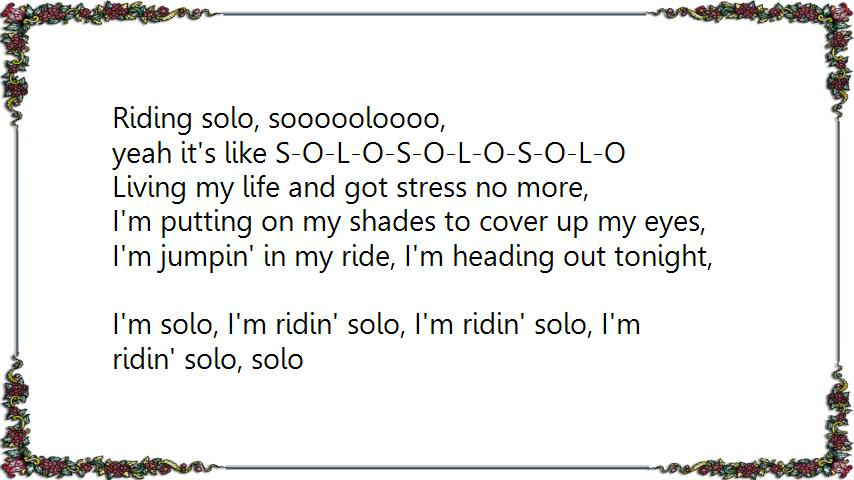 Riding solo, soooooloooo,
yeah it's like S-O-L-O-S-O-L-O-S-O-L-O
Living my life and got stress no more,
I'm putting on my shades to cover up my eyes,
I'm jumpin' in my ride, I'm heading out tonight,
I'm solo, I'm ridin' solo, I'm ridin' solo, I'm
ridin' solo, solo